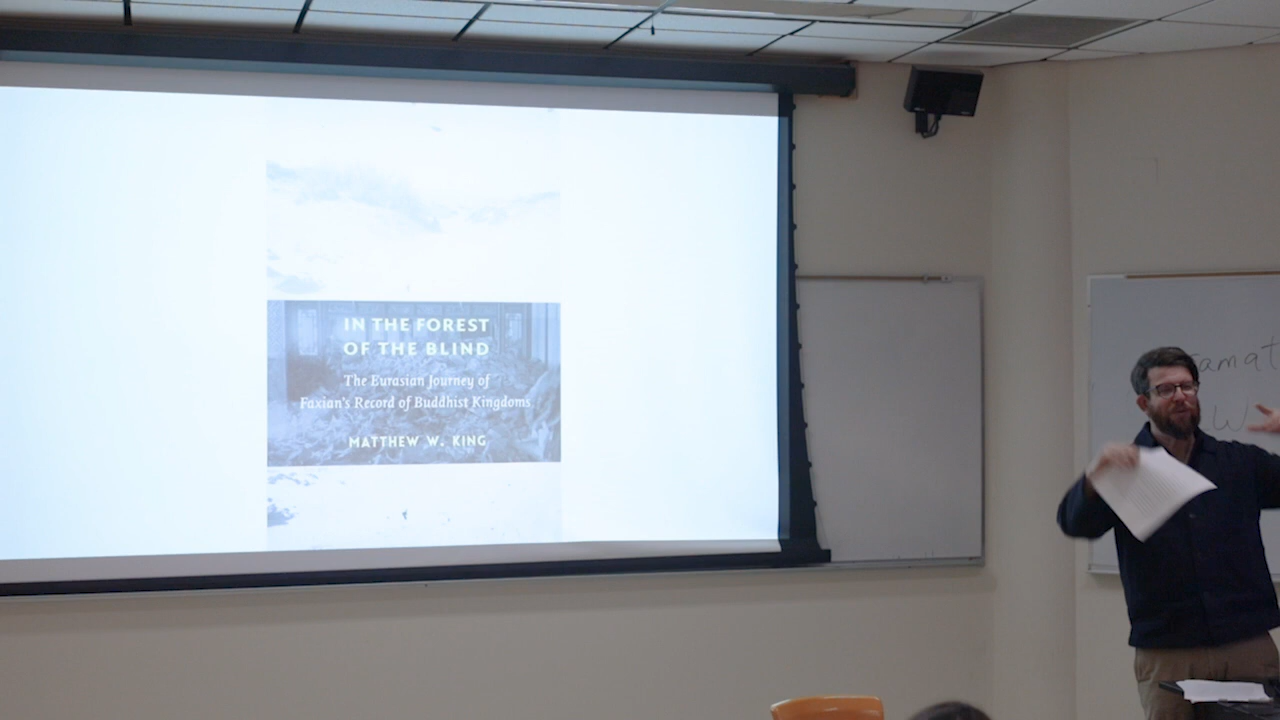 IN THE FOREST
OF THE BLIND
The Eurasian Journey of
Faxian's Record of Buddhist Kingdoms
MATTHEW W. KING